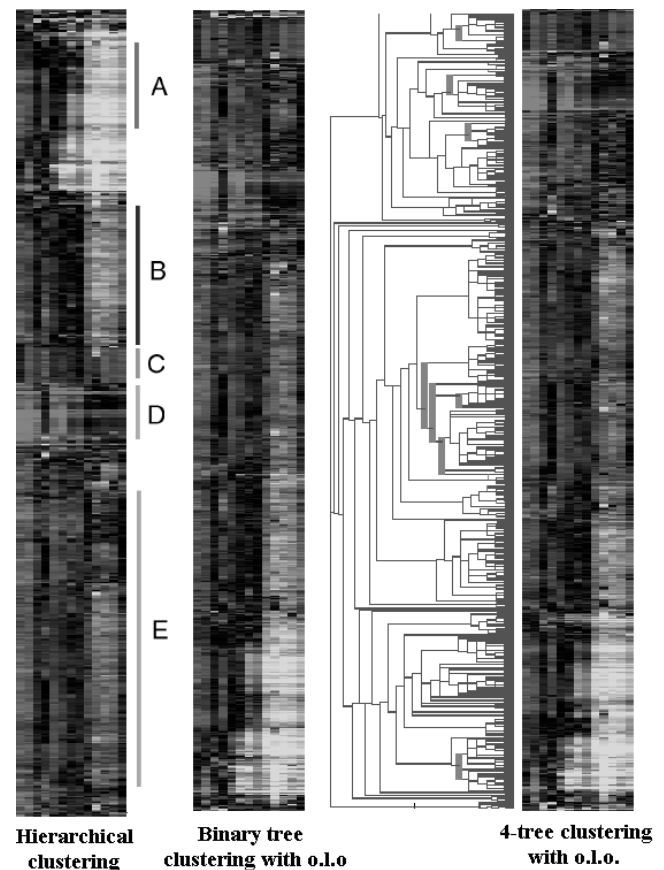 A
B
C
D
E
Hierarchical
clustering
Binary tree
clustering with o.l.o
4-tree clustering
with o.l.o.